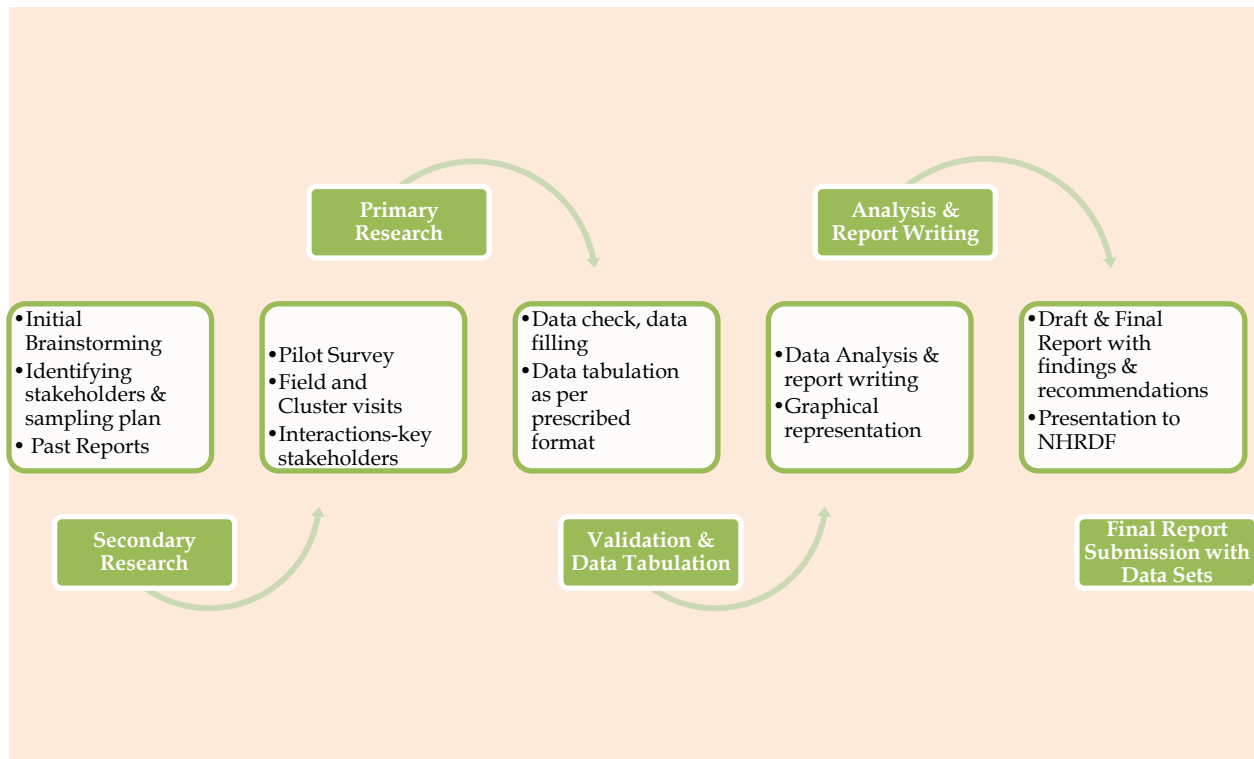 Primary
Research
Analysis &
Report Writing
•Initial
Brainstorming
•Identifying
stakeholders &
sampling plan
• Past Reports
•Pilot Survey
•Field and
Cluster visits
•Interactions-key
stakeholders
•Data check, data
filling
•Data tabulation
as per
prescribed
format
•Data Analysis &
report writing
•Graphical
representation
•Draft & Final
Report with
findings &
recommendations
•Presentation to
NHRDF
Secondary
Research
Validation &
Data Tabulation
Final Report
Submission with
Data Sets